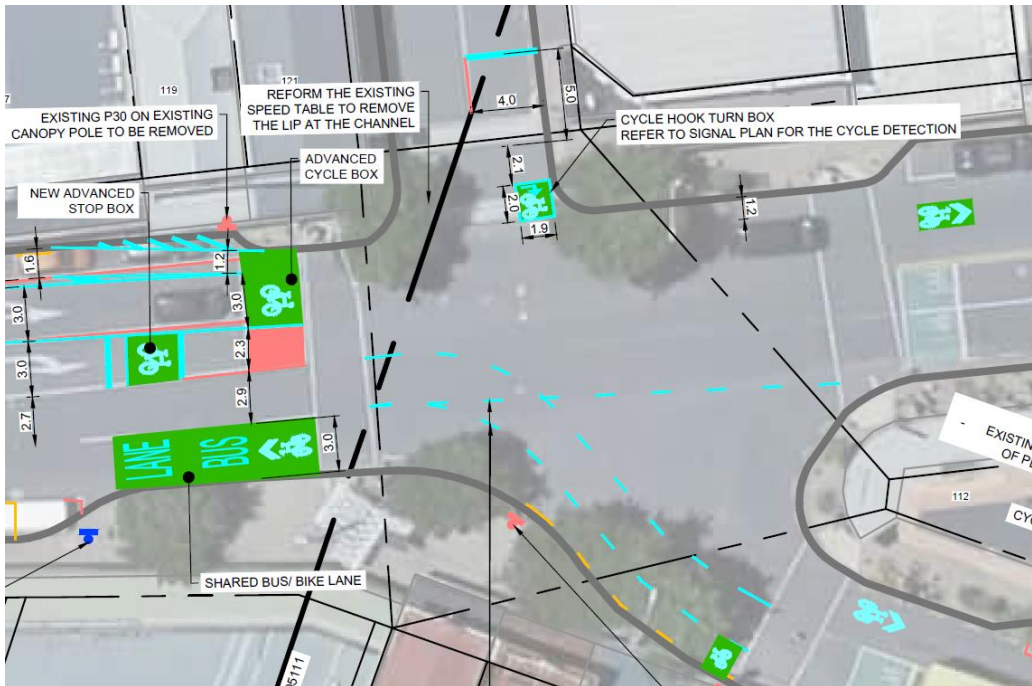 119
121
EXISTING P30 ON EXISTING
CANOPY POLE TO BE REMOVED
REFORM THE EXISTING
SPEED TABLE TO REMOVE
THE LIP AT THE CHANNEL
4.0
5.0
CYCLE HOOK TURN BOX
REFER TO SIGNAL PLAN FOR THE CYCLE DETECTION
ADVANCED
CYCLE BOX
NEW ADVANCED
STOP BOX
2.1
2.0
1.9
1.2
1.6
1.2
3.0
3.0
3.0
2.3
2.9
2.7
3.0
LANE
BUS
SHARED BUS/ BIKE LANE
- EXISTIN
OF P
112
CY
5111